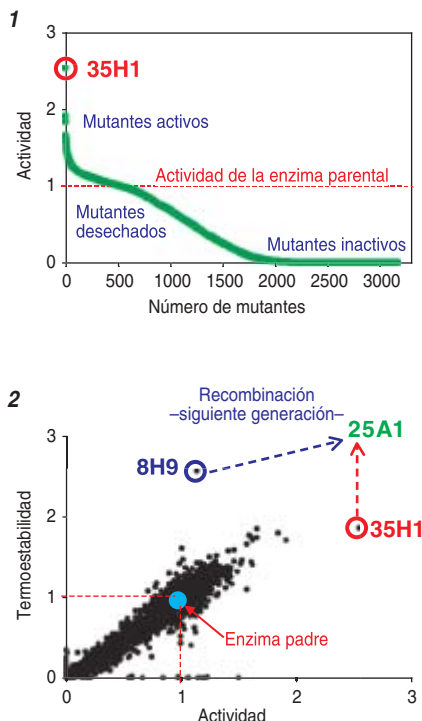 1
3
35H1
2
Mutantes activos
Actividad
Actividad de la enzima parental
1
Mutantes
desechados
Mutantes inactivos
0
0 500 1000 1500 2000 2500 3000
Número de mutantes
2
Recombinación
–siguiente generación–
25A1
3
8H9
2
35H1
Termoestabilidad
1
Enzima padre
0
0 1 2 3
Actividad